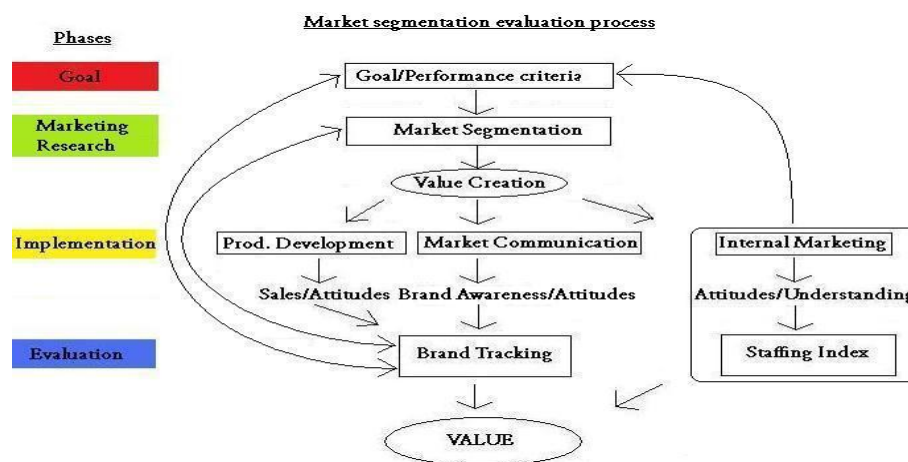 Market segmentation evaluation process
Phases
Goal
Goal/Performance criteria
Marketing
Research
Market Segmentation
Value Creation
Implementation
Prod. Development
Market Communication
Internal Marketing
Sales/Attitudes
Brand Awareness/Attitudes
Attitudes/Understanding
Evaluation
Brand Tracking
Staffing Index
VALUE